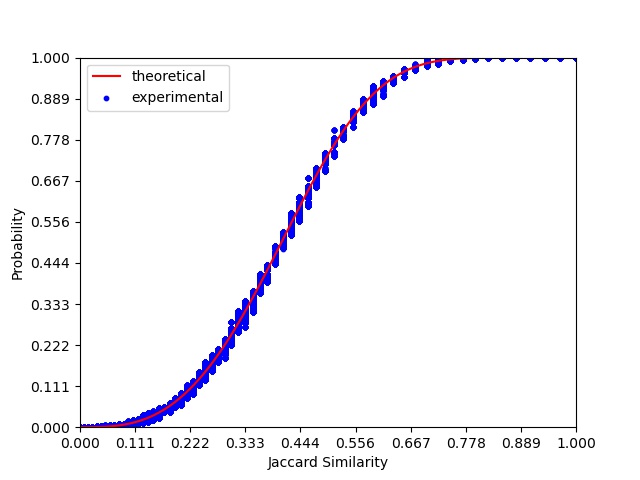 theoretical
experimental
1.000
0.889
0.778
0.667
0.556
0.444
0.333
0.222
0.111
0.000
Probability
0.000 0.111 0.222 0.333 0.444 0.556 0.667 0.778 0.889 1.000
Jaccard Similarity